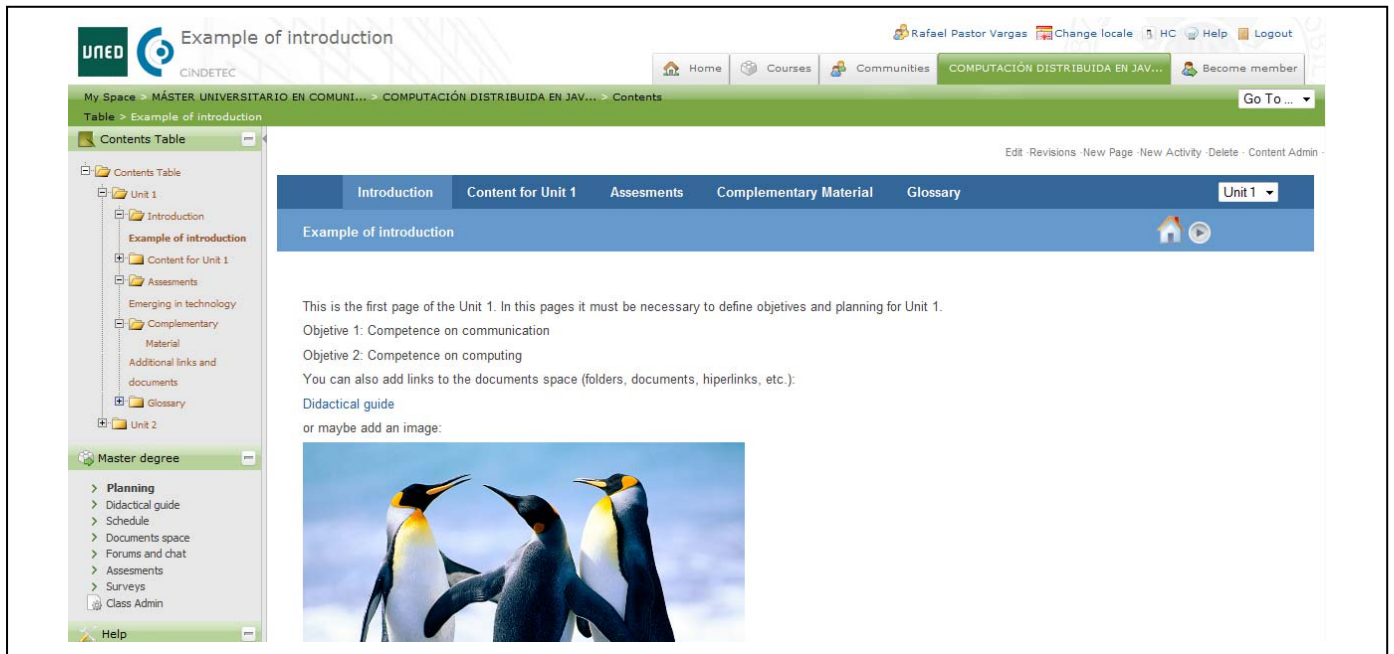 UNED
CiNDETEC
Example of introduction
Rafael Pastor Vargas Change locale HC Help Logout
Home Courses Communities COMPUTACIÓN DISTRIBUIDA EN JAV... Become member
My Space > MÁSTER UNIVERSITARIO EN COMUNI... > COMPUTACIÓN DISTRIBUIDA EN JAV... > Contents
Table > Example of introduction
Go To ...
Contents Table
Contents Table
Unit 1
Introduction
Example of introduction
Content for Unit 1
Assesments
Emerging in technology
Complementary
Material
Additional links and
documents
Glossary
Unit 2
Master degree
Planning
Didactical guide
Schedule
Documents space
Forums and chat
Assesments
Surveys
Class Admin
Help
Edit -Revisions -New Page -New Activity -Delete - Content Admin -
Introduction Content for Unit 1 Assesments Complementary Material Glossary Unit 1
Example of introduction
This is the first page of the Unit 1. In this pages it must be necessary to define objetives and planning for Unit 1.
Objetive 1: Competence on communication
Objetive 2: Competence on computing
You can also add links to the documents space (folders, documents, hiperlinks, etc.):
Didactical guide
or maybe add an image: